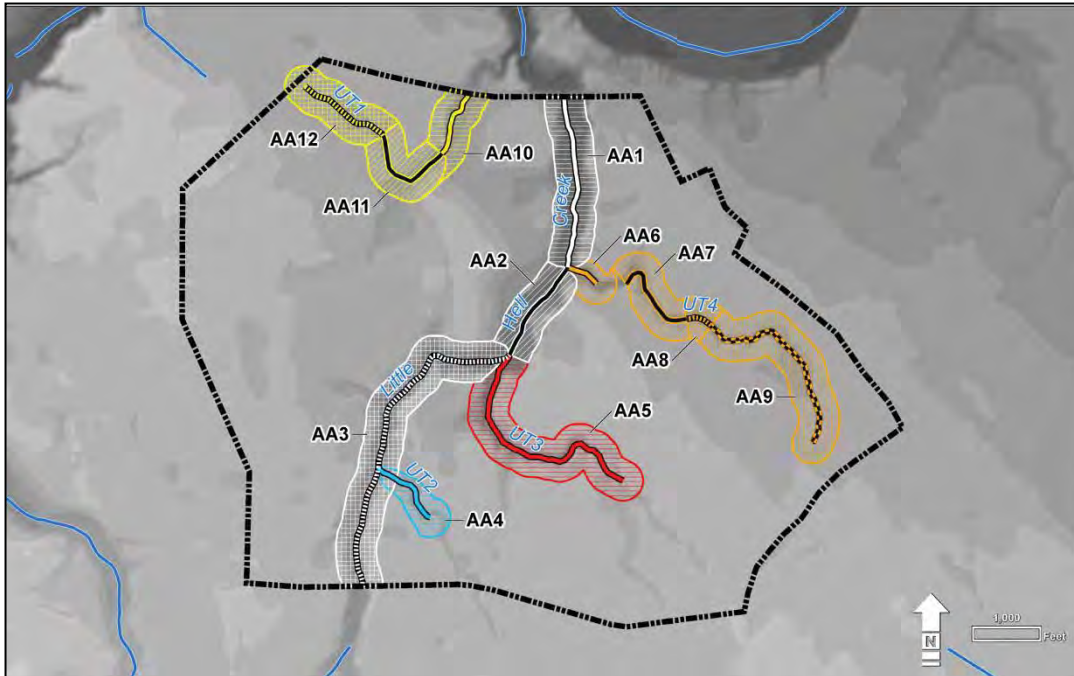 UT1
AA12
AA10
AA1
AA11
Creek
AA6
AA2
AA7
Hell
UT4
AA8
Little
AA9
AA3
AA5
UT3
UT2
AA4
1,000
N
Feet